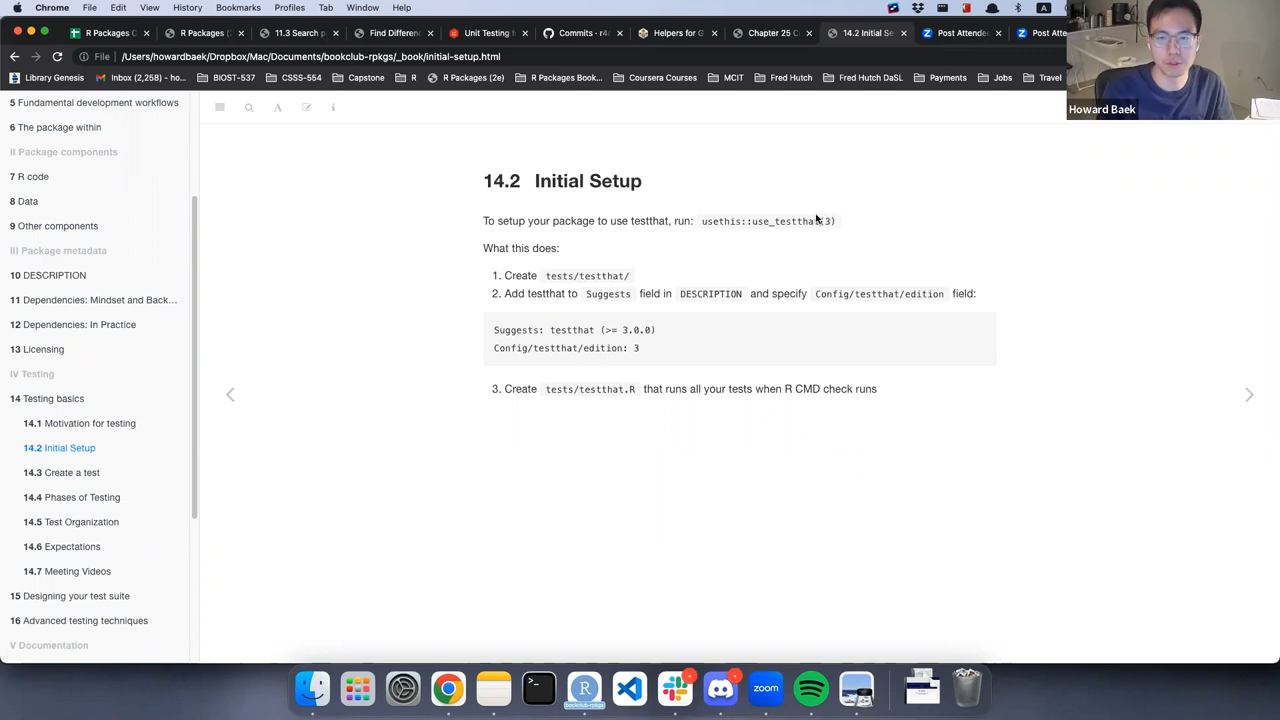 Chrome File Edit View History Bookmarks Profiles Tab Window Help
R Packages C R Packages ( 11.3 Search p Find Differenc Unit Testing f Commits · r4 Helpers for G Chapter 25 C 14.2 Initial Se Post Attende Post Att
File /Users/howardbaek/Dropbox/Mac/Documents/bookclub-rpkgs/_book/initial-setup.html
Library Genesis Inbox (2,258) - ho... BIOST-537 CSSS-554 Capstone R R Packages (2e) R Packages Book... Coursera Courses MCIT Fred Hutch Fred Hutch DaSL Payments Jobs Travel
Howard Baek
5 Fundamental development workflows
6 The package within
II Package components
7 R code
8 Data
9 Other components
III Package metadata
10 DESCRIPTION
11 Dependencies: Mindset and Back...
12 Dependencies: In Practice
13 Licensing
IV Testing
14 Testing basics
14.1 Motivation for testing
14.2 Initial Setup
14.3 Create a test
14.4 Phases of Testing
14.5 Test Organization
14.6 Expectations
14.7 Meeting Videos
15 Designing your test suite
16 Advanced testing techniques
V Documentation
14.2 Initial Setup
To setup your package to use testthat, run: usethis::use_testthat(3)
What this does:
1. Create tests/testthat/
2. Add testthat to Suggests field in DESCRIPTION and specify Config/testthat/edition field:
Suggests: testthat (>= 3.0.0)
Config/testthat/edition: 3
3. Create tests/testthat.R that runs all your tests when R CMD check runs
bookclub-rpkgs
zoom